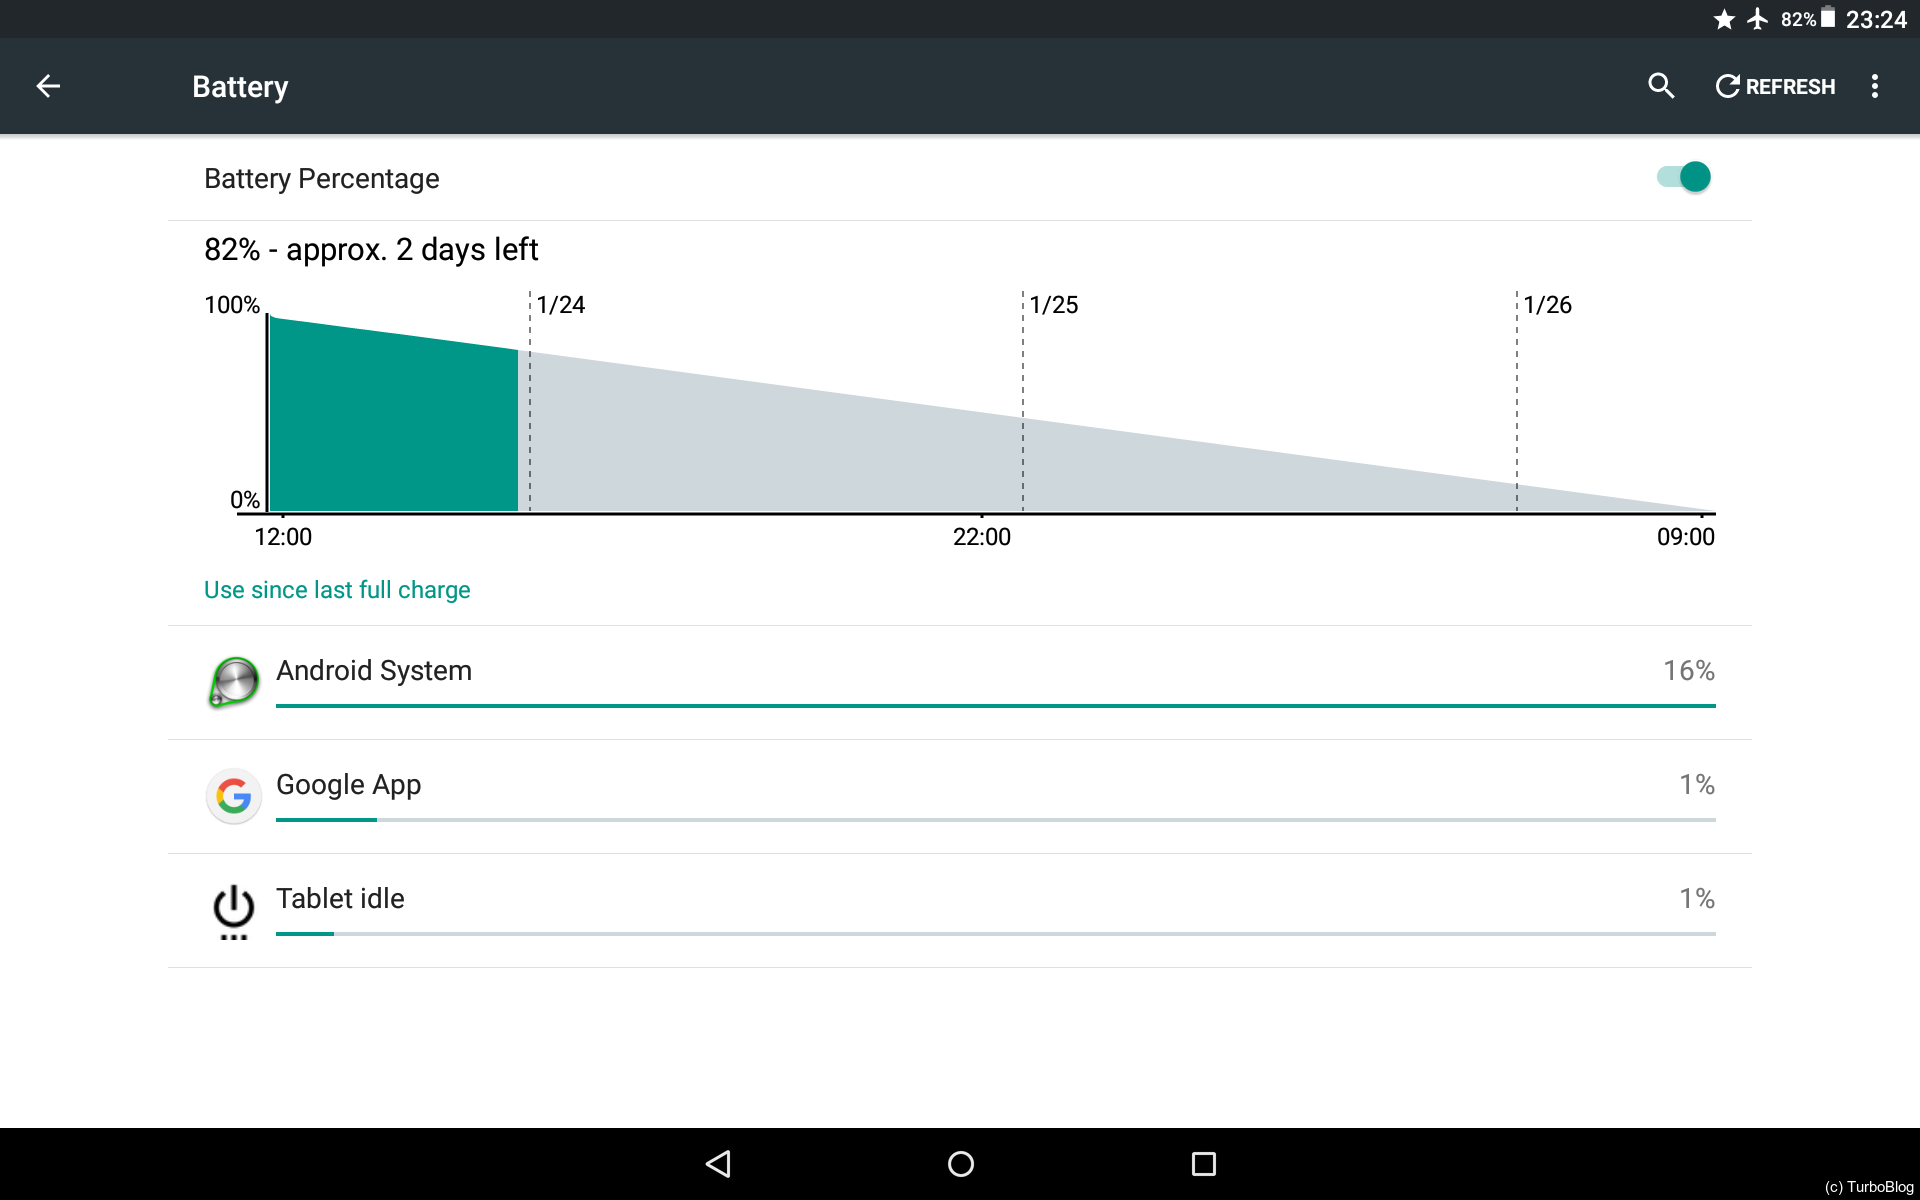 82% 23:24
Battery REFRESH
Battery Percentage
82% - approx. 2 days left
100% 1/24 1/25 1/26
0%
12:00 22:00 09:00
Use since last full charge
Android System 16%
Google App 1%
Tablet idle 1%
(c) TurboBlog